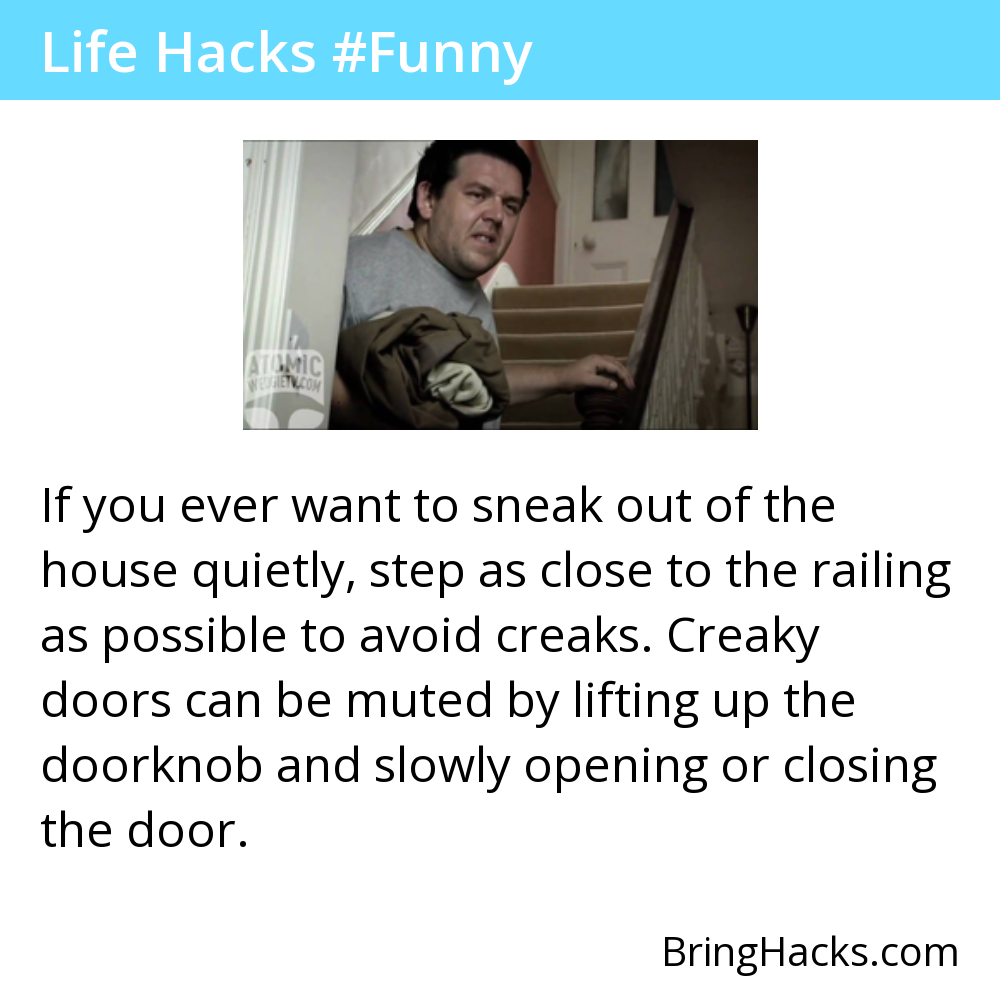 Life Hacks #Funny
ATOMIC
WEDGIETV.COM
If you ever want to sneak out of the
house quietly, step as close to the railing
as possible to avoid creaks. Creaky
doors can be muted by lifting up the
doorknob and slowly opening or closing
the door.
BringHacks.com